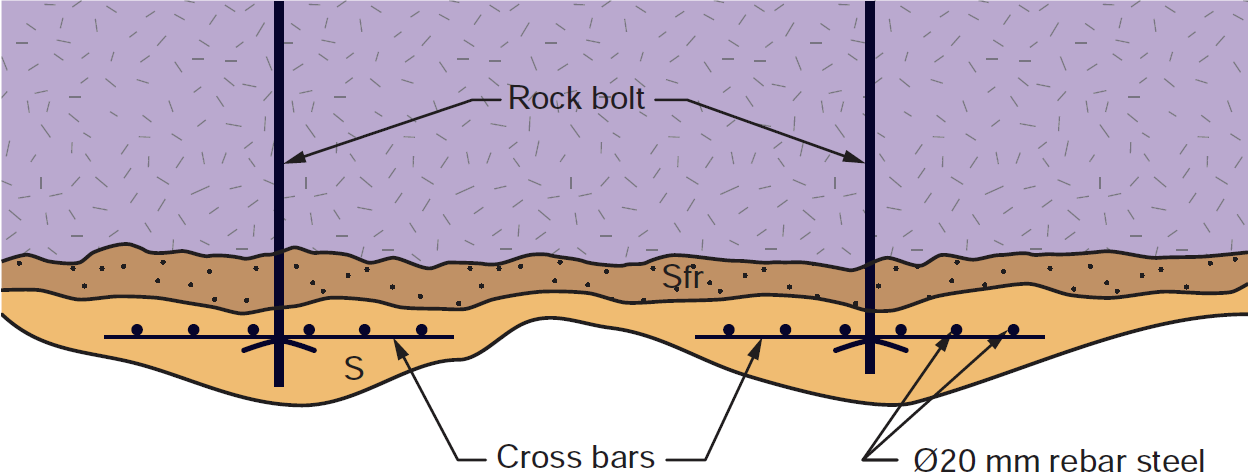 Rock bolt
Sfr
S
Cross bars
Ø20 mm rebar steel